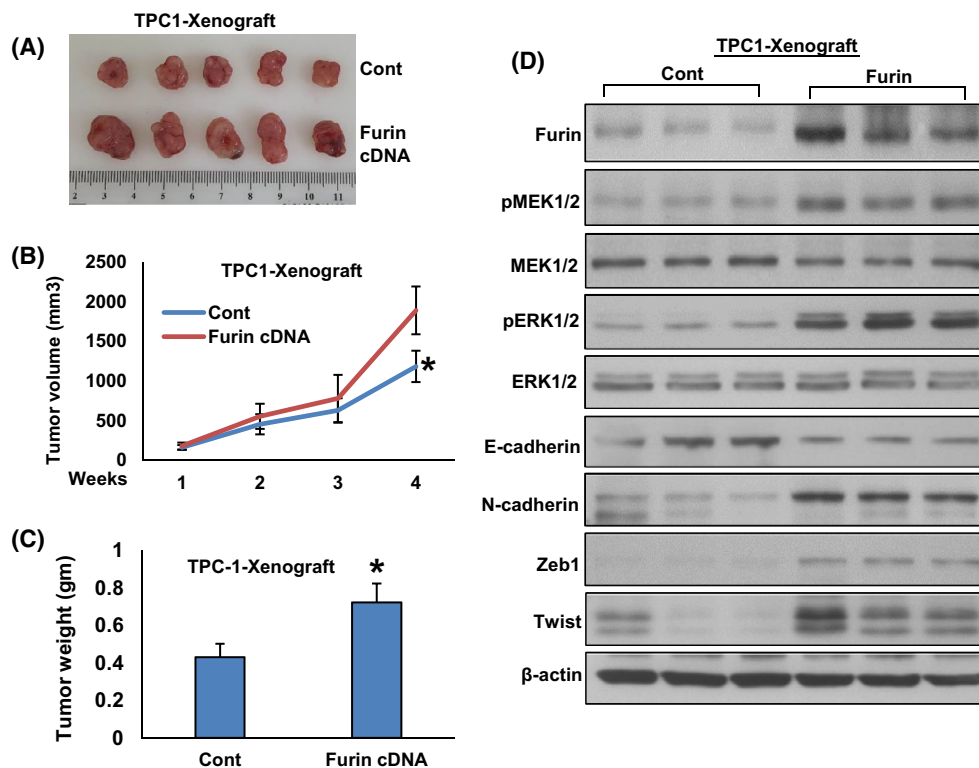 TPC1-Xenograft
(A)
Cont
Furin
cDNA
2 3 4 5 6 7 8 9 10 11
(B)
2500
TPC1-Xenograft
2000
Cont
Furin cDNA
1500
*
1000
500
0
Tumor volume (mm3)
Weeks 1 2 3 4
(C)
1
TPC-1-Xenograft
*
0.8
0.6
0.4
0.2
0
Tumor weight (gm)
Cont Furin cDNA
(D)
TPC1-Xenograft
Cont Furin
Furin
pMEK1/2
MEK1/2
pERK1/2
ERK1/2
E-cadherin
N-cadherin
Zeb1
Twist
β-actin